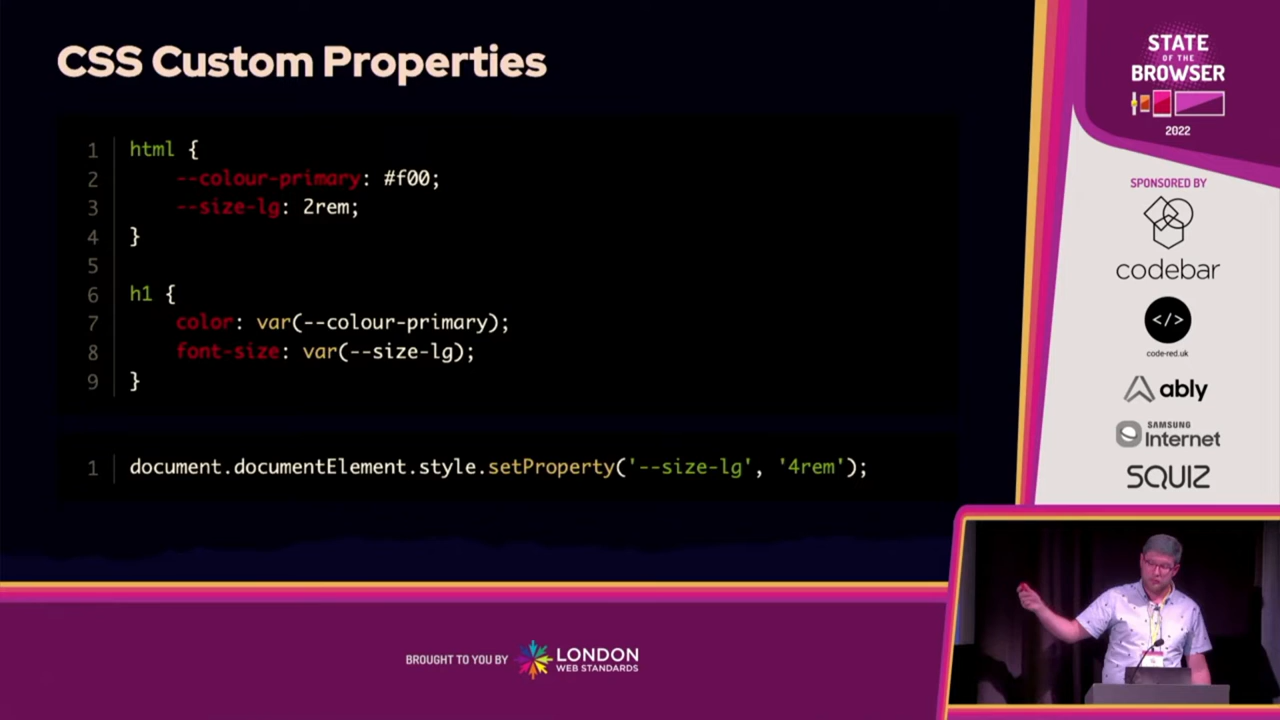 CSS Custom Properties
1 html {
2 --colour-primary: #f00;
3 --size-lg: 2rem;
4 }
5
6 h1 {
7 color: var(--colour-primary);
8 font-size: var(--size-lg);
9 }
1 document.documentElement.style.setProperty('--size-lg', '4rem');
STATE
OF THE
BROWSER
2022
SPONSORED BY
codebar
</>
code-red.uk
ably
SAMSUNG
Internet
SQUIZ
BROUGHT TO YOU BY
LONDON
WEB STANDARDS